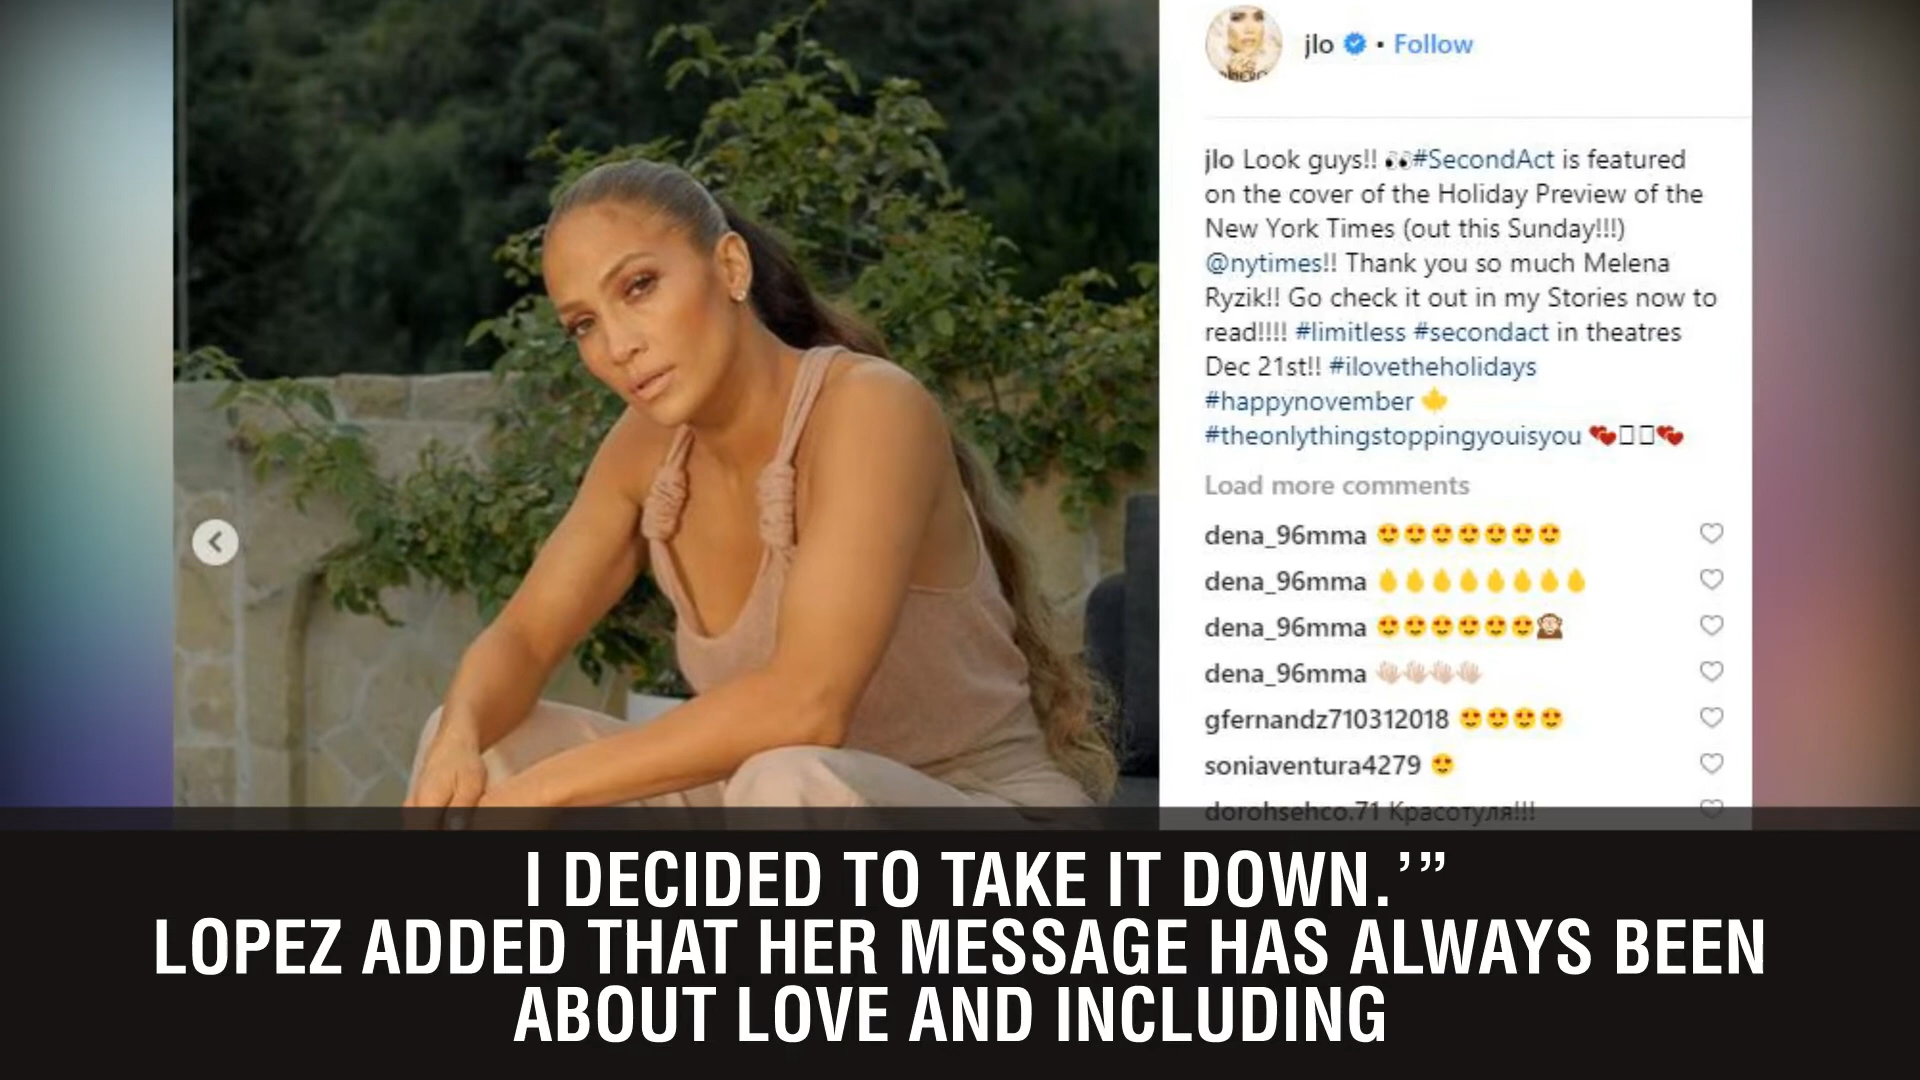 jlo • Follow
jlo Look guys!! 👀#SecondAct is featured
on the cover of the Holiday Preview of the
New York Times (out this Sunday!!!)
@nytimes!! Thank you so much Melena
Ryzik!! Go check it out in my Stories now to
read!!!! #limitless #secondact in theatres
Dec 21st!! #ilovetheholidays
#happynovember 🍁
#theonlythingstoppingyouisyou 💕▯▯💕
Load more comments
dena_96mma 😍😍😍😍😍😍😍
dena_96mma 🔥🔥🔥🔥🔥🔥🔥🔥
dena_96mma 😍😍😍😍😍😍🙈
dena_96mma 👏🏻👏🏻👏🏻👏🏻
gfernandz710312018 😍😍😍😍
soniaventura4279 😍
dorohsehco.71 Красотуля!!!
I DECIDED TO TAKE IT DOWN.’”
LOPEZ ADDED THAT HER MESSAGE HAS ALWAYS BEEN
ABOUT LOVE AND INCLUDING